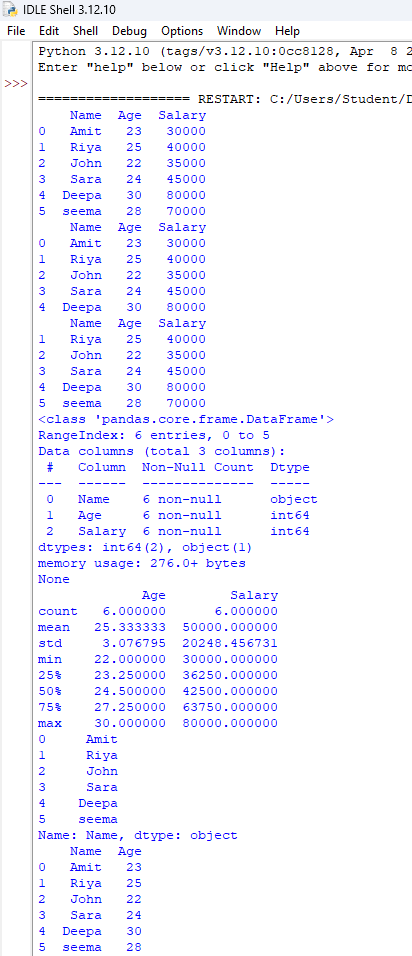 IDLE Shell 3.12.10
File Edit Shell Debug Options Window Help
Python 3.12.10 (tags/v3.12.10:0cc8128, Apr 8 2
Enter "help" below or click "Help" above for mo
>>>
=================== RESTART: C:/Users/Student/D
    Name  Age  Salary
0   Amit   23   30000
1   Riya   25   40000
2   John   22   35000
3   Sara   24   45000
4  Deepa   30   80000
5  seema   28   70000
    Name  Age  Salary
0   Amit   23   30000
1   Riya   25   40000
2   John   22   35000
3   Sara   24   45000
4  Deepa   30   80000
    Name  Age  Salary
1   Riya   25   40000
2   John   22   35000
3   Sara   24   45000
4  Deepa   30   80000
5  seema   28   70000
<class 'pandas.core.frame.DataFrame'>
RangeIndex: 6 entries, 0 to 5
Data columns (total 3 columns):
 #   Column  Non-Null Count  Dtype
---  ------  --------------  -----
 0   Name    6 non-null      object
 1   Age     6 non-null      int64
 2   Salary  6 non-null      int64
dtypes: int64(2), object(1)
memory usage: 276.0+ bytes
None
             Age        Salary
count   6.000000      6.000000
mean   25.333333  50000.000000
std     3.076795  20248.456731
min    22.000000  30000.000000
25%    23.250000  36250.000000
50%    24.500000  42500.000000
75%    27.250000  63750.000000
max    30.000000  80000.000000
0     Amit
1     Riya
2     John
3     Sara
4    Deepa
5    seema
Name: Name, dtype: object
    Name  Age
0   Amit   23
1   Riya   25
2   John   22
3   Sara   24
4  Deepa   30
5  seema   28